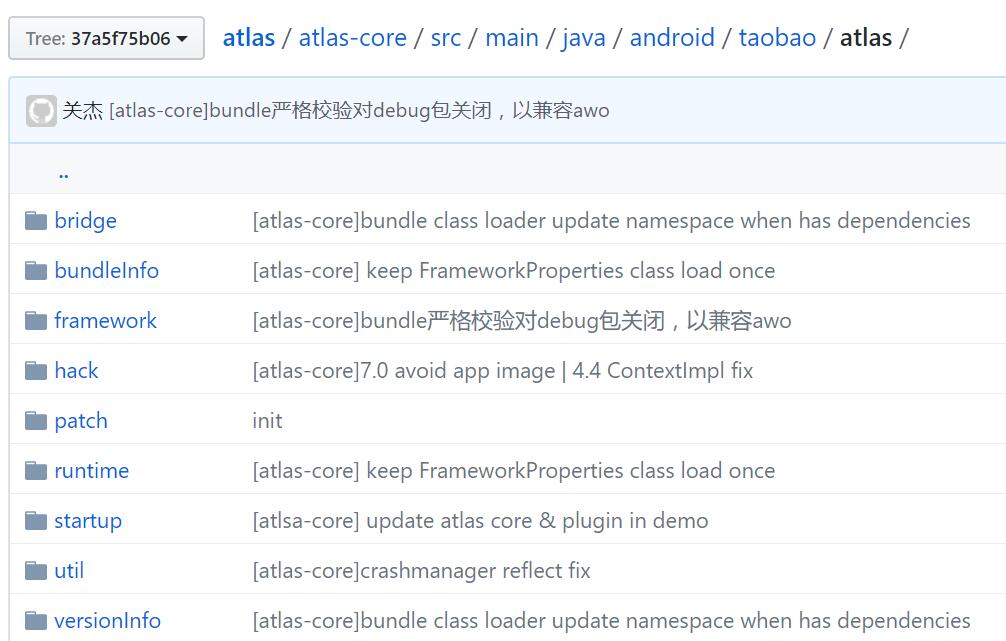 Tree: 37a5f75b06 atlas / atlas-core / src / main / java / android / taobao / atlas /
关杰 [atlas-core]bundle严格校验对debug包关闭，以兼容awo
..
bridge [atlas-core]bundle class loader update namespace when has dependencies
bundleInfo [atlas-core] keep FrameworkProperties class load once
framework [atlas-core]bundle严格校验对debug包关闭，以兼容awo
hack [atlas-core]7.0 avoid app image | 4.4 ContextImpl fix
patch init
runtime [atlas-core] keep FrameworkProperties class load once
startup [atlsa-core] update atlas core & plugin in demo
util [atlas-core]crashmanager reflect fix
versionInfo [atlas-core]bundle class loader update namespace when has dependencies